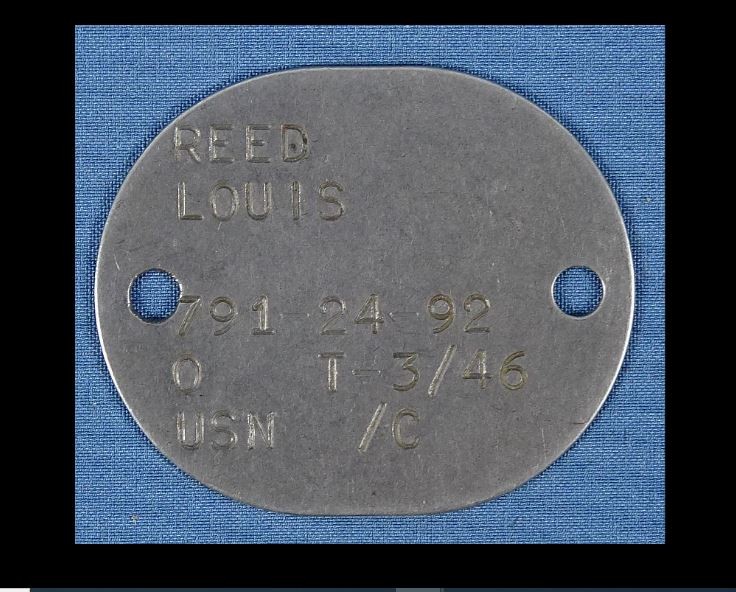 REED
LOUIS
791 24 92
O T-3/46
USN /C